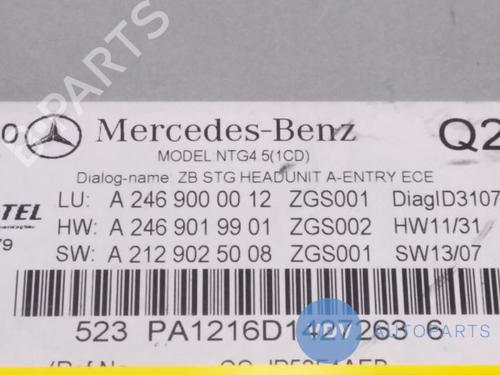 Mercedes-Benz Q2
MODEL NTG4 5(1CD)
Dialog-name: ZB STG HEADUNIT A-ENTRY ECE
LU: A 246 900 00 12 ZGS001 DiagID3107
HW: A 246 901 99 01 ZGS002 HW11/31
SW: A 212 902 50 08 ZGS001 SW13/07
523 PA1216D1427263 6
VDV AUTOPARTS